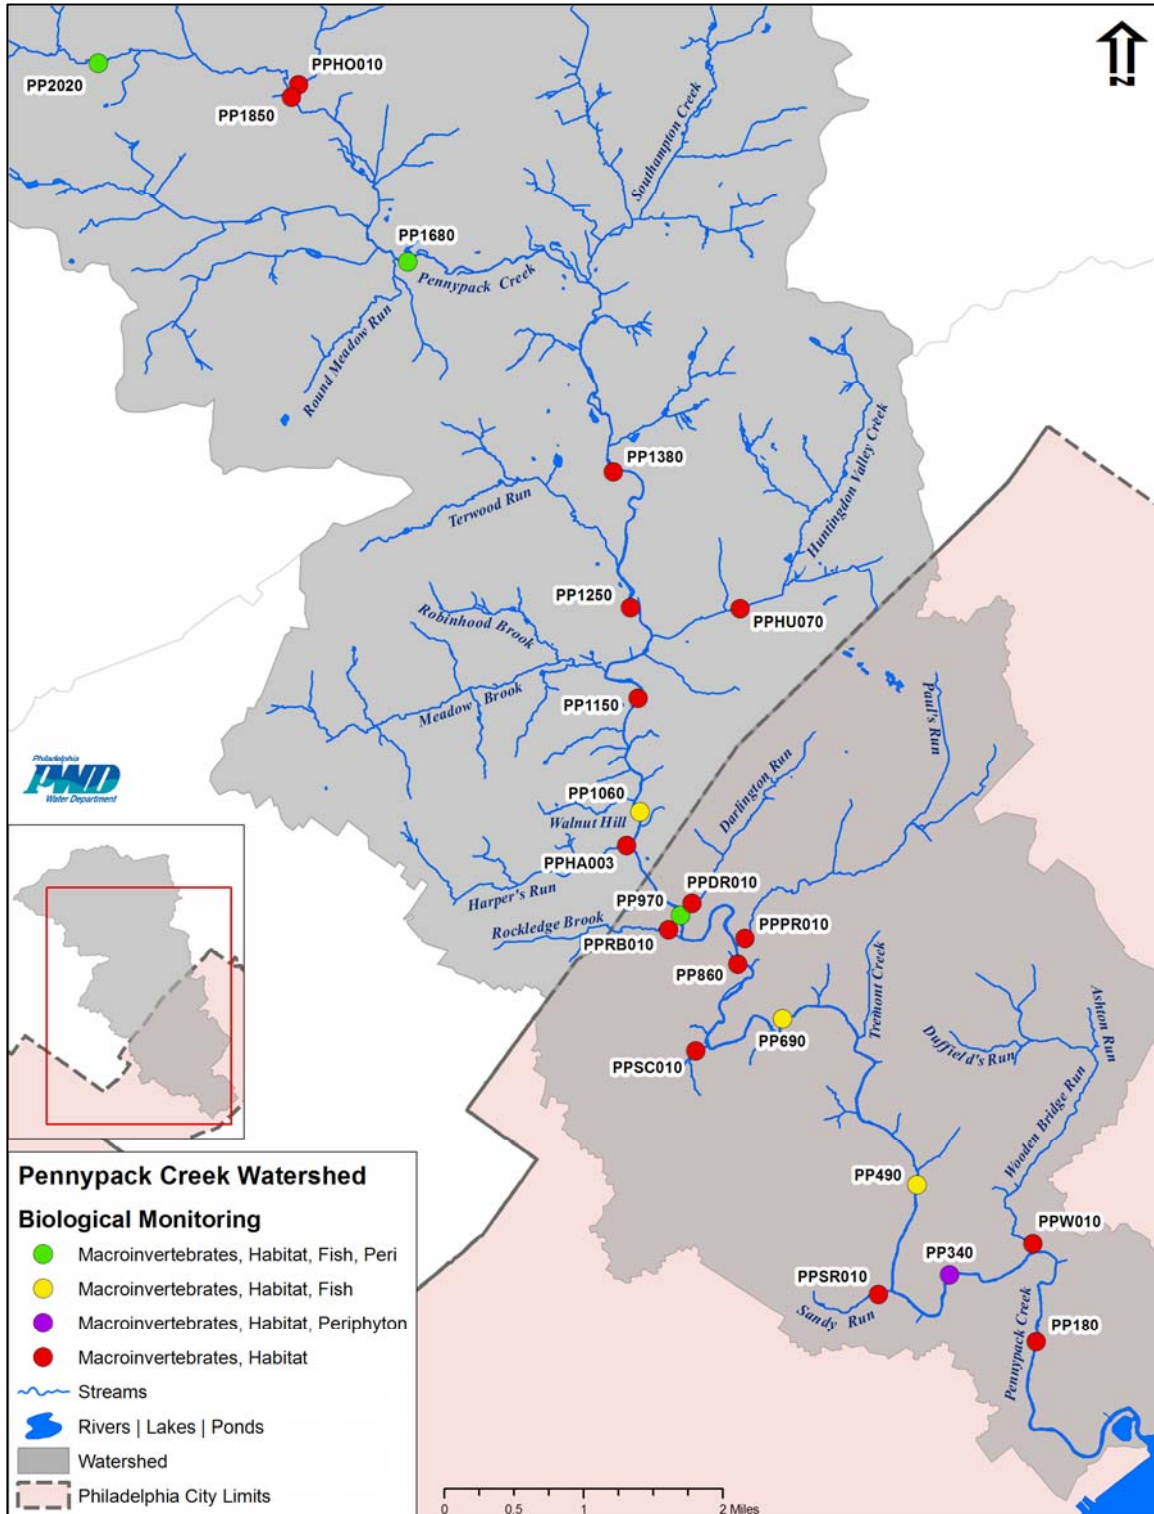 N
PP2020
PPHO010
PP1850
Southampton Creek
PP1680
Pennypack Creek
Round Meadow Run
PP1380
Huntingdon Valley Creek
Terwood Run
PP1250
PPHU070
Robinhood Brook
Meadow Brook
PP1150
Paul's Run
Darlington Run
PP1060
Walnut Hill
PPHA003
Harper's Run
PP970
PPDR010
Rockledge Brook
PPRB010
PPPR010
PP860
Tremont Creek
PP690
PPSC010
Duffield's Run
Ashton Run
Wooden Bridge Run
PP490
PPW010
PP340
PPSR010
Sandy Run
Pennypack Creek
PP180
Philadelphia
PWD
Water Department
Pennypack Creek Watershed
Biological Monitoring
Macroinvertebrates, Habitat, Fish, Peri
Macroinvertebrates, Habitat, Fish
Macroinvertebrates, Habitat, Periphyton
Macroinvertebrates, Habitat
Streams
Rivers | Lakes | Ponds
Watershed
Philadelphia City Limits
0 0.5 1 2 Miles